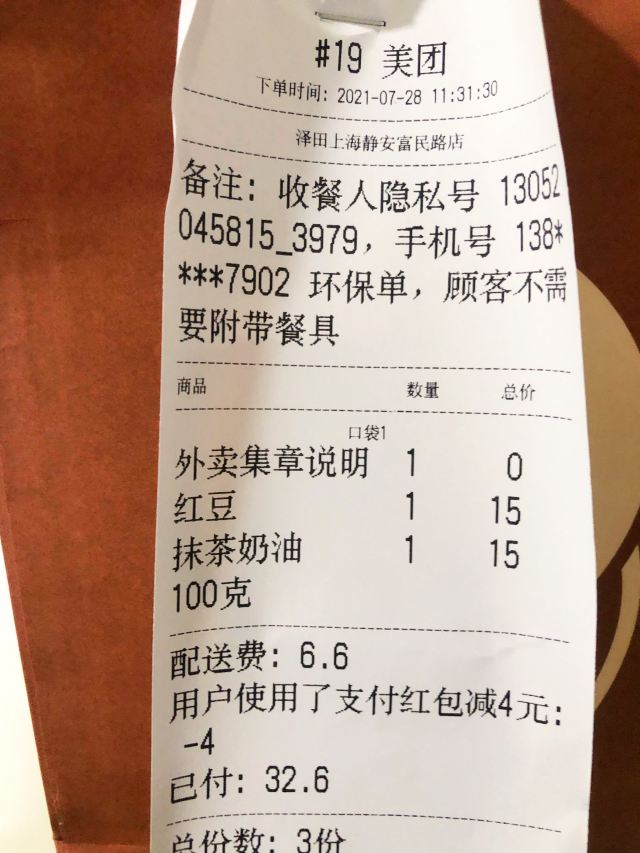 #19 美团
下单时间: 2021-07-28 11:31:30
泽田上海静安富民路店
备注: 收餐人隐私号 13052
045815_3979, 手机号 138*
***7902 环保单, 顾客不需
要附带餐具
商品 数量 总价
口袋1
外卖集章说明 1 0
红豆 1 15
抹茶奶油 1 15
100克
配送费: 6.6
用户使用了支付红包减4元:
-4
已付: 32.6
总份数: 3份